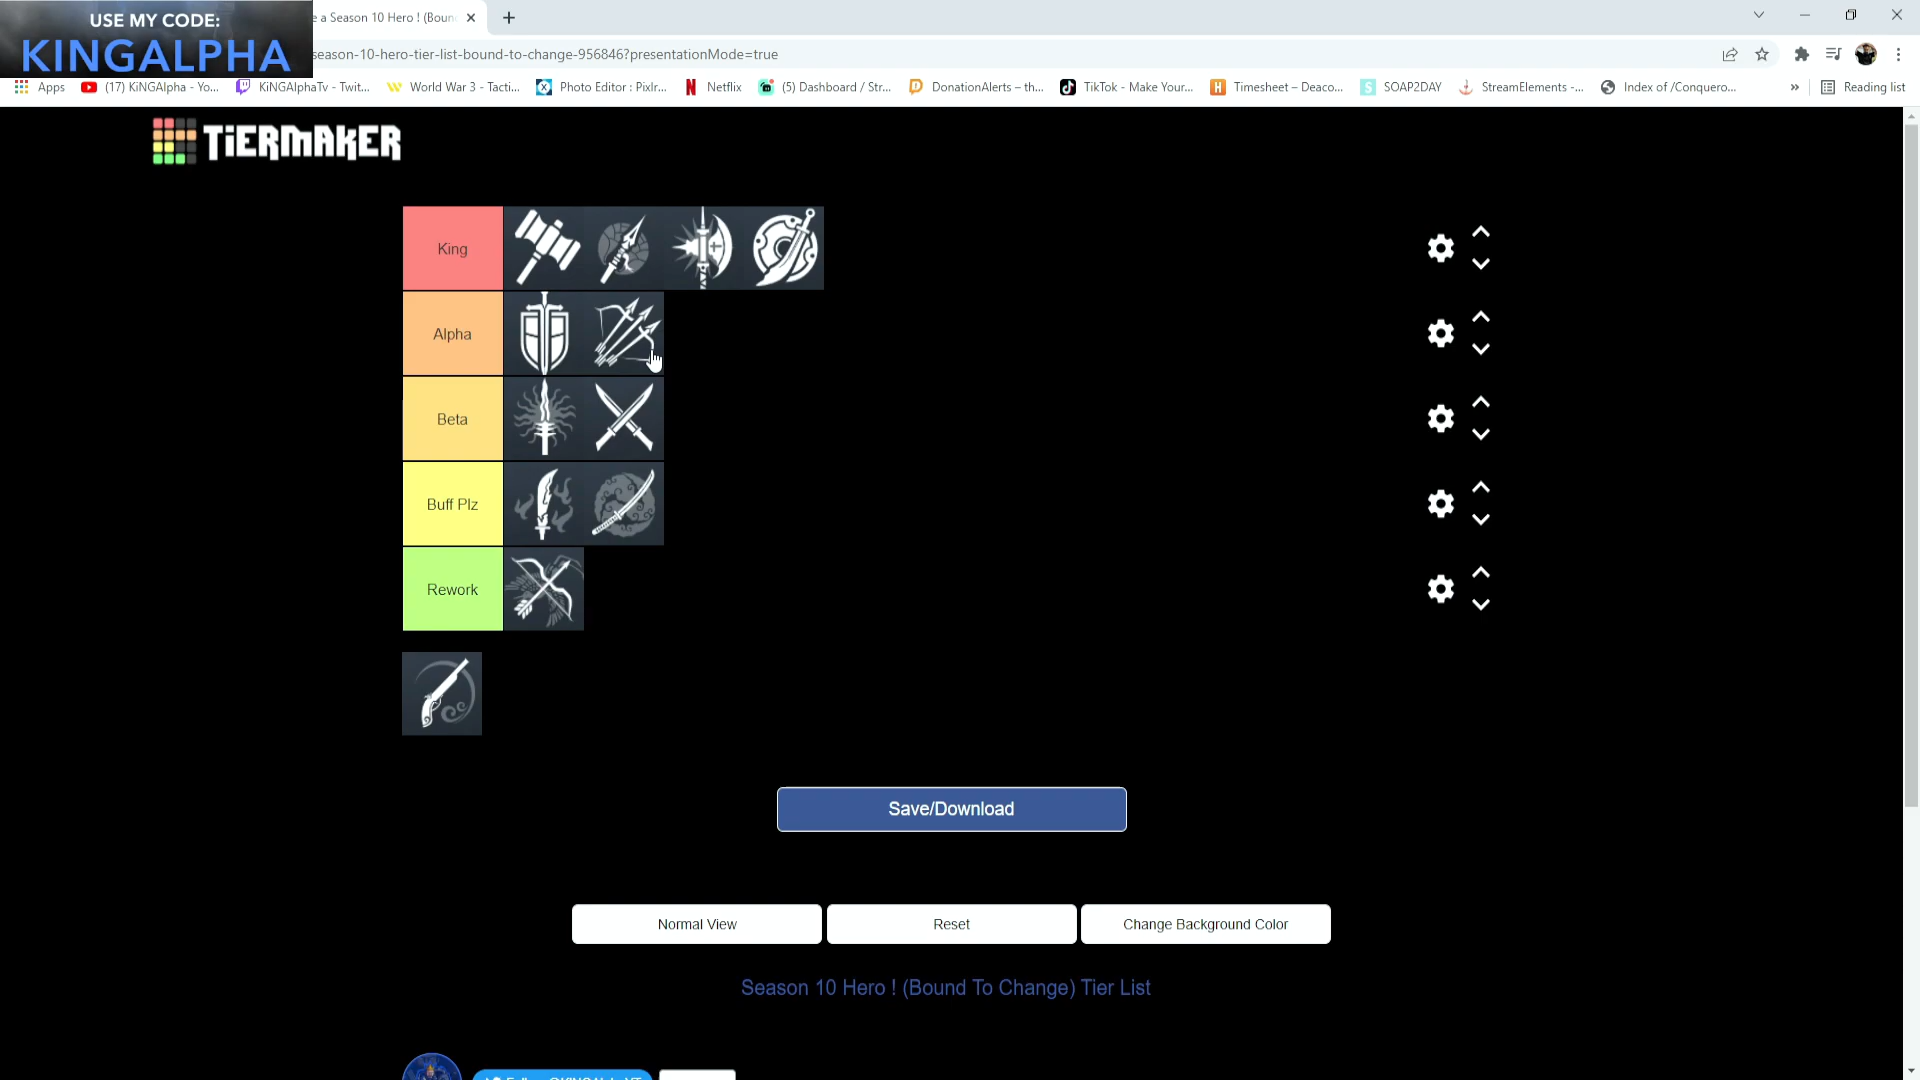 USE MY CODE:
KINGALPHA
e a Season 10 Hero ! (Boun
season-10-hero-tier-list-bound-to-change-956846?presentationMode=true
Apps (17) KiNGAlpha - Yo... KiNGAlphaTv - Twit... World War 3 - Tacti... Photo Editor : Pixlr... Netflix (5) Dashboard / Str... DonationAlerts – th... TikTok - Make Your... Timesheet – Deaco... SOAP2DAY StreamElements -... Index of /Conquero... » Reading list
TiERMAKER
King
Alpha
Beta
Buff Plz
Rework
Save/Download
Normal View Reset Change Background Color
Season 10 Hero ! (Bound To Change) Tier List